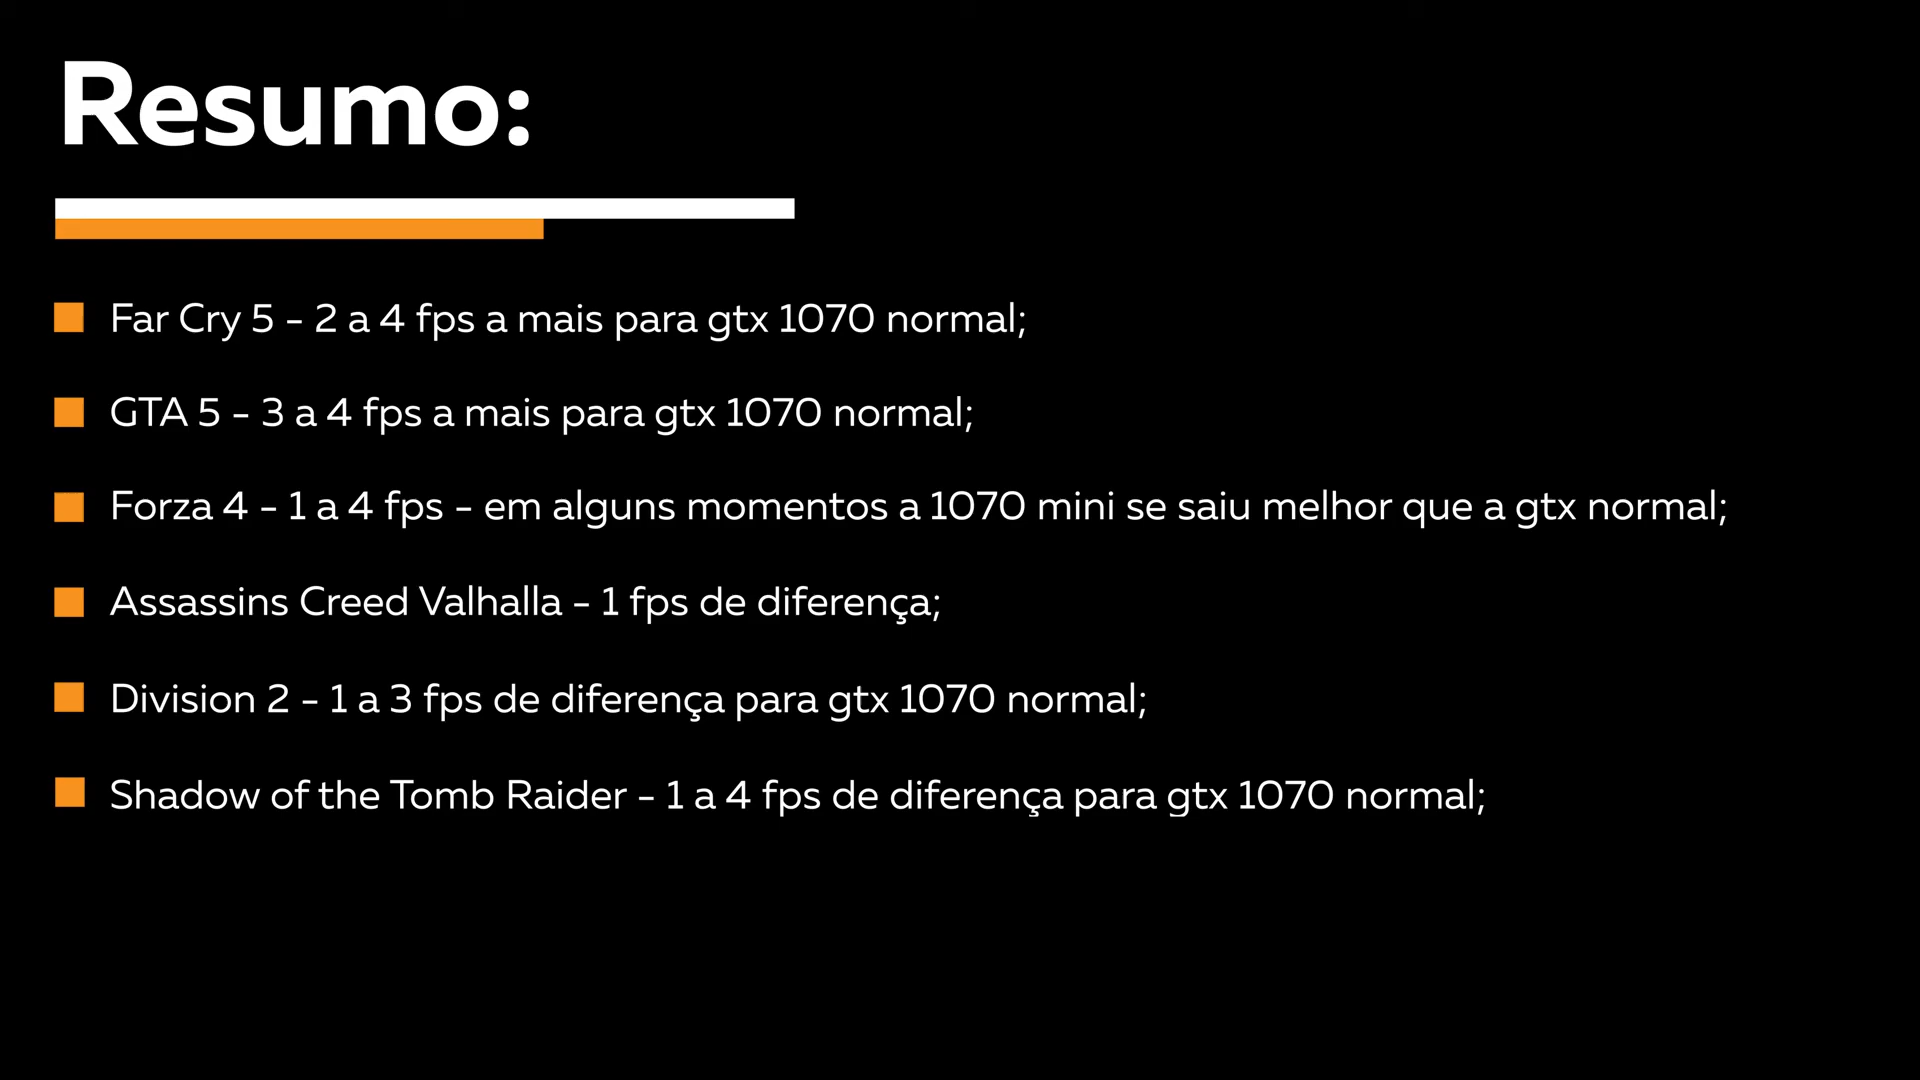 Resumo:
Far Cry 5 - 2 a 4 fps a mais para gtx 1070 normal;
GTA 5 - 3 a 4 fps a mais para gtx 1070 normal;
Forza 4 - 1 a 4 fps - em alguns momentos a 1070 mini se saiu melhor que a gtx normal;
Assassins Creed Valhalla - 1 fps de diferença;
Division 2 - 1 a 3 fps de diferença para gtx 1070 normal;
Shadow of the Tomb Raider - 1 a 4 fps de diferença para gtx 1070 normal;